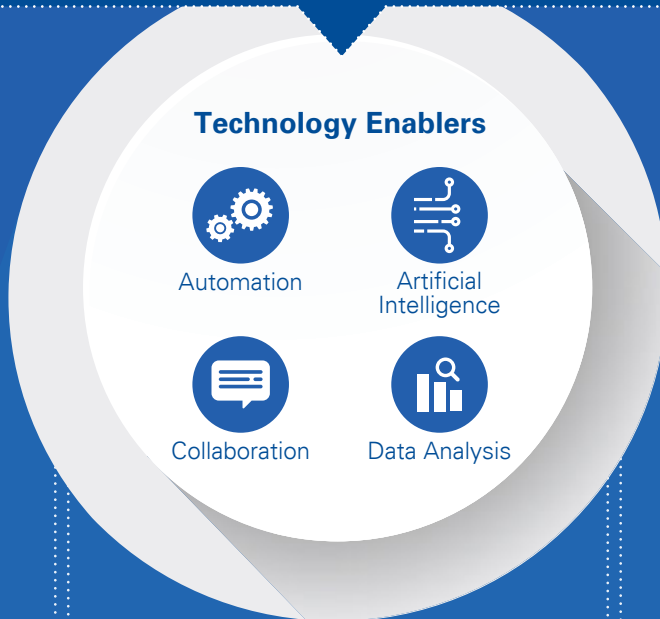 Technology Enablers
Automation
Artificial
Intelligence
Collaboration
Data Analysis